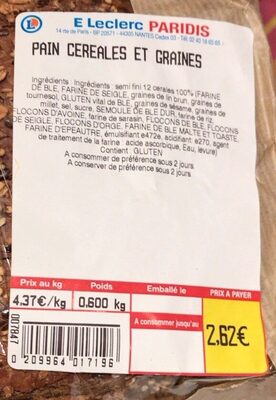 E Leclerc PARIDIS
14 rte de Paris - BP 20571 - 44305 NANTES Cedex 03 - Tél 02 40 18 65 65
PAIN CEREALES ET GRAINES
Ingrédients : Ingrédients : semi fini 12 céréales 100% (FARINE
DE BLE, FARINE DE SEIGLE, graines de lin brun, graines de
tournesol, GLUTEN vital de BLE, graines de sésame, graines de
millet, sel, sucre, SEMOULE DE BLE DUR, farine de riz,
FLOCONS D'AVOINE, farine de sarasin, FLOCONS DE BLE, FLOCONS
DE SEIGLE, FLOCONS D'ORGE, FARINE DE BLE MALTE ET TOASTE
FARINE D'EPEAUTRE, émulsifiant e472e, acidifiant: e270, agent
de traitement de la farine : acide ascorbique, Eau, levure)
Contient : GLUTEN
A consommer de préférence sous 2 jours
A conserver de préférence sous 2 jours
Prix au kg Poids Emballé le PRIX A PAYER
4.37€/kg 0.600 kg
A consommer jusqu'au
2.62€
007847
0 209964 017196